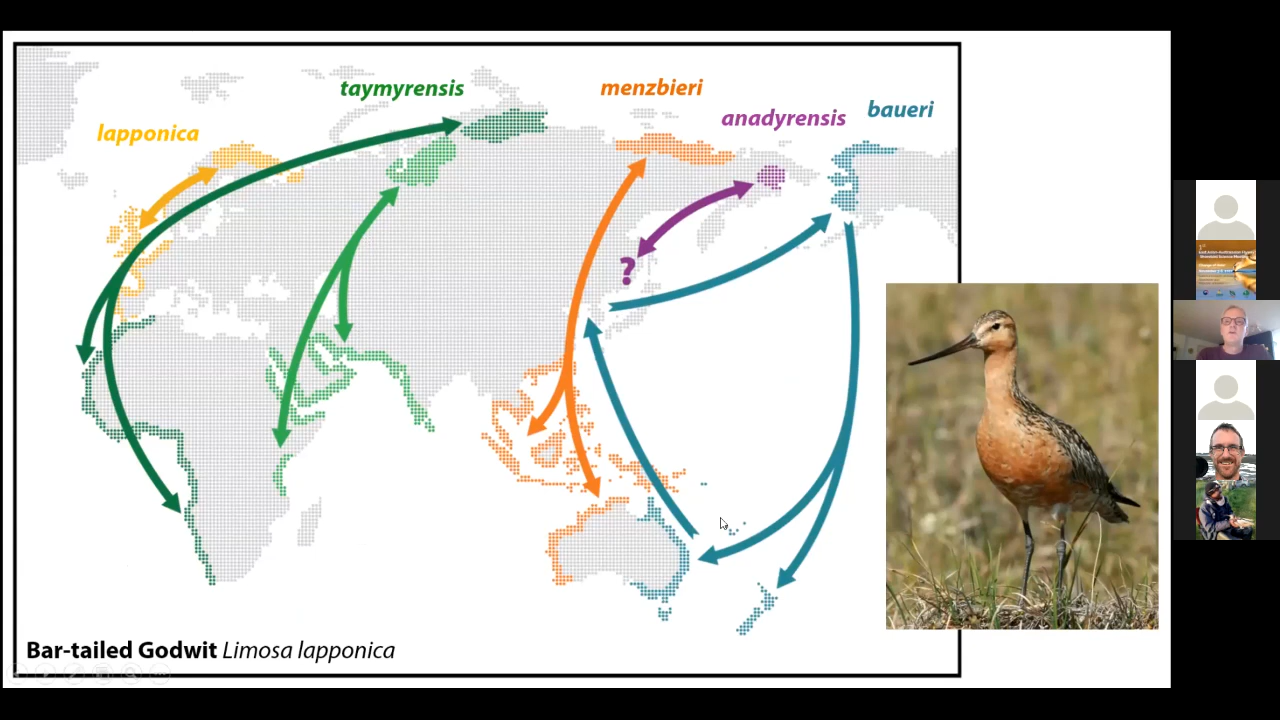 taymyrensis
menzbieri
baueri
anadyrensis
lapponica
?
Bar-tailed Godwit Limosa lapponica